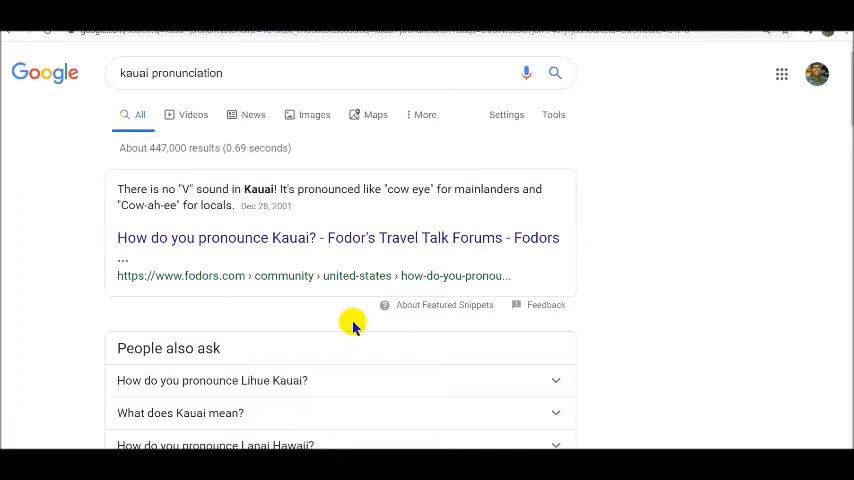 Google
kauai pronunciation
All Videos News Images Maps More Settings Tools
About 447,000 results (0.69 seconds)
There is no "V" sound in Kauai! It's pronounced like "cow eye" for mainlanders and
"Cow-ah-ee" for locals. Dec 28, 2001
How do you pronounce Kauai? - Fodor's Travel Talk Forums - Fodors
...
https://www.fodors.com › community › united-states › how-do-you-pronou...
About Featured Snippets Feedback
People also ask
How do you pronounce Lihue Kauai?
What does Kauai mean?
How do you pronounce Lanai Hawaii?